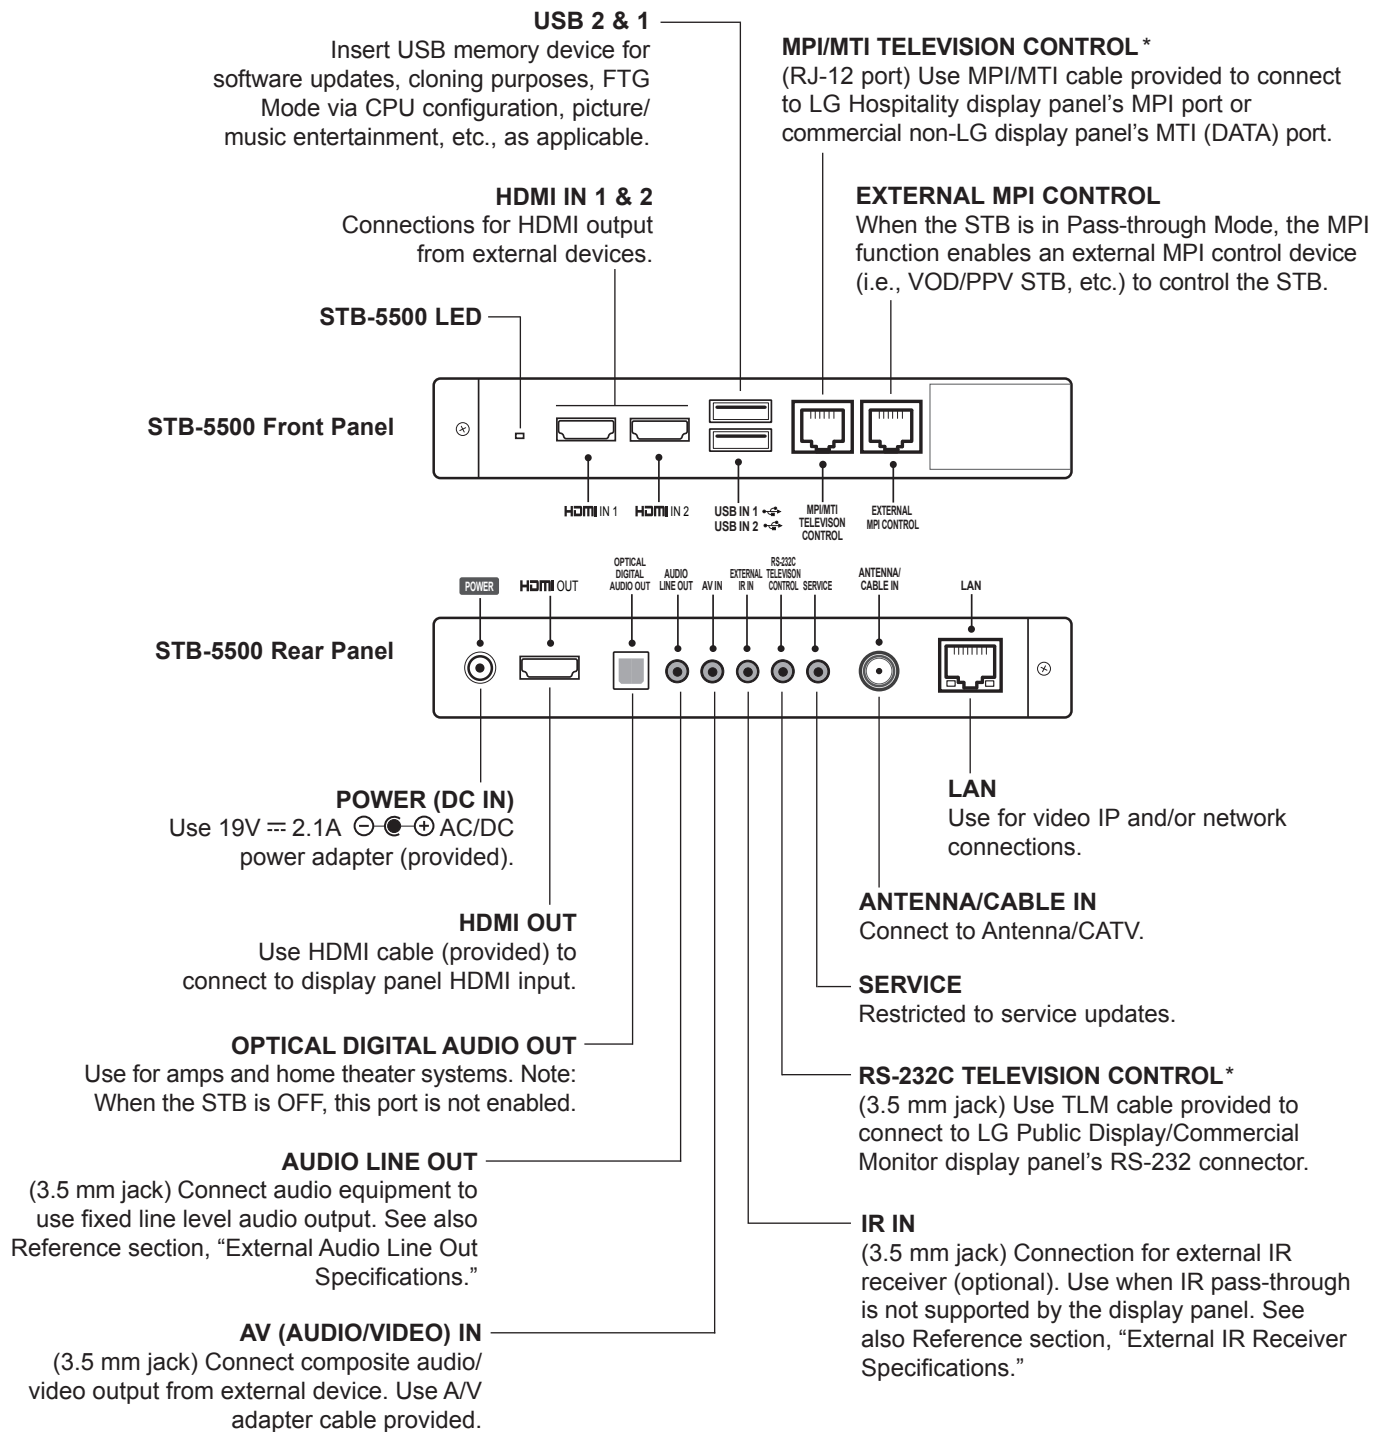 USB 2 & 1
Insert USB memory device for
software updates, cloning purposes, FTG
Mode via CPU configuration, picture/
music entertainment, etc., as applicable.
MPI/MTI TELEVISION CONTROL*
(RJ-12 port) Use MPI/MTI cable provided to connect
to LG Hospitality display panel's MPI port or
commercial non-LG display panel's MTI (DATA) port.
HDMI IN 1 & 2
Connections for HDMI output
from external devices.
EXTERNAL MPI CONTROL
When the STB is in Pass-through Mode, the MPI
function enables an external MPI control device
(i.e., VOD/PPV STB, etc.) to control the STB.
STB-5500 LED
STB-5500 Front Panel
HDMI IN 1
HDMI IN 2
USB IN 1
USB IN 2
MPI/MTI
TELEVISON
CONTROL
EXTERNAL
MPI CONTROL
POWER
HDMI OUT
OPTICAL
DIGITAL
AUDIO OUT
AUDIO
LINE OUT
AV IN
EXTERNAL
IR IN
RS-232C
TELEVISON
CONTROL
SERVICE
ANTENNA/
CABLE IN
LAN
STB-5500 Rear Panel
POWER (DC IN)
Use 19V ⎓ 2.1A AC/DC
power adapter (provided).
LAN
Use for video IP and/or network
connections.
HDMI OUT
Use HDMI cable (provided) to
connect to display panel HDMI input.
ANTENNA/CABLE IN
Connect to Antenna/CATV.
SERVICE
Restricted to service updates.
OPTICAL DIGITAL AUDIO OUT
Use for amps and home theater systems. Note:
When the STB is OFF, this port is not enabled.
RS-232C TELEVISION CONTROL*
(3.5 mm jack) Use TLM cable provided to
connect to LG Public Display/Commercial
Monitor display panel's RS-232 connector.
AUDIO LINE OUT
(3.5 mm jack) Connect audio equipment to
use fixed line level audio output. See also
Reference section, “External Audio Line Out
Specifications.”
IR IN
(3.5 mm jack) Connection for external IR
receiver (optional). Use when IR pass-through
is not supported by the display panel. See
also Reference section, “External IR Receiver
Specifications.”
AV (AUDIO/VIDEO) IN
(3.5 mm jack) Connect composite audio/
video output from external device. Use A/V
adapter cable provided.